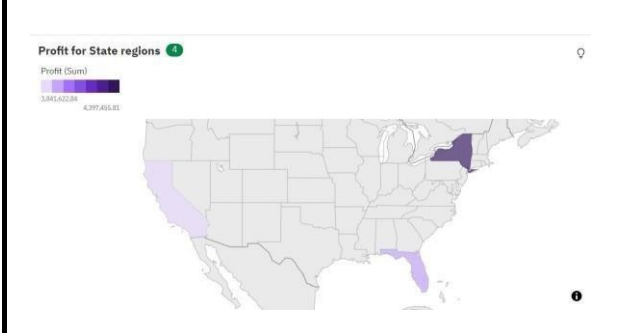 Profit for State regions 4
Profit (Sum)
3,841,622.84
4,397,455.81